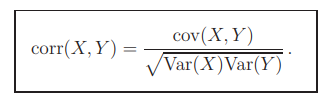 corr(X, Y) = cov(X, Y) / √Var(X)Var(Y) .